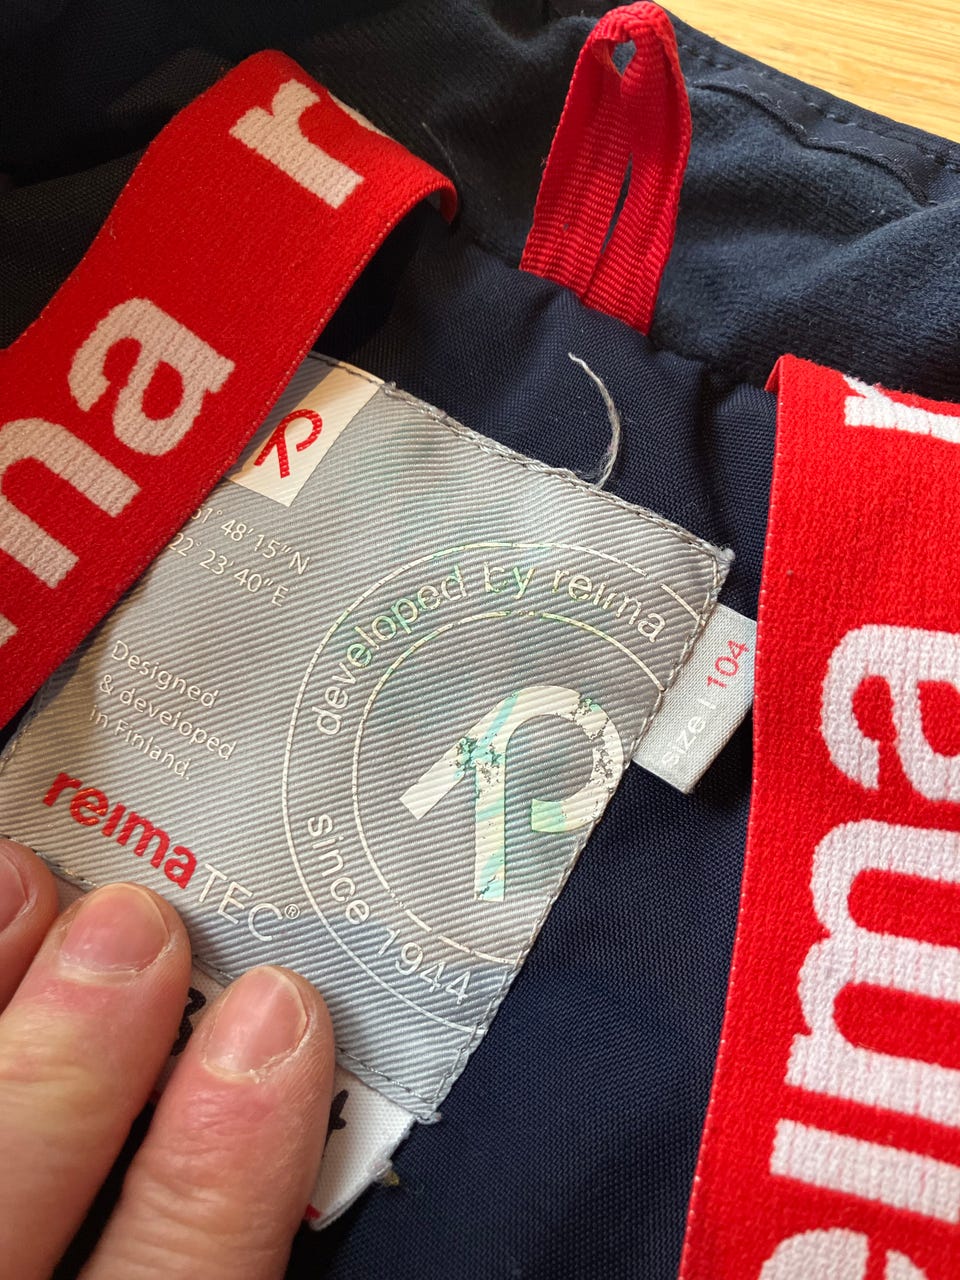 reima
61° 48' 15" N
22° 23' 40" E
developed by reima
since 1944
Designed
& developed
in Finland.
reimaTEC®
size | 104
reima